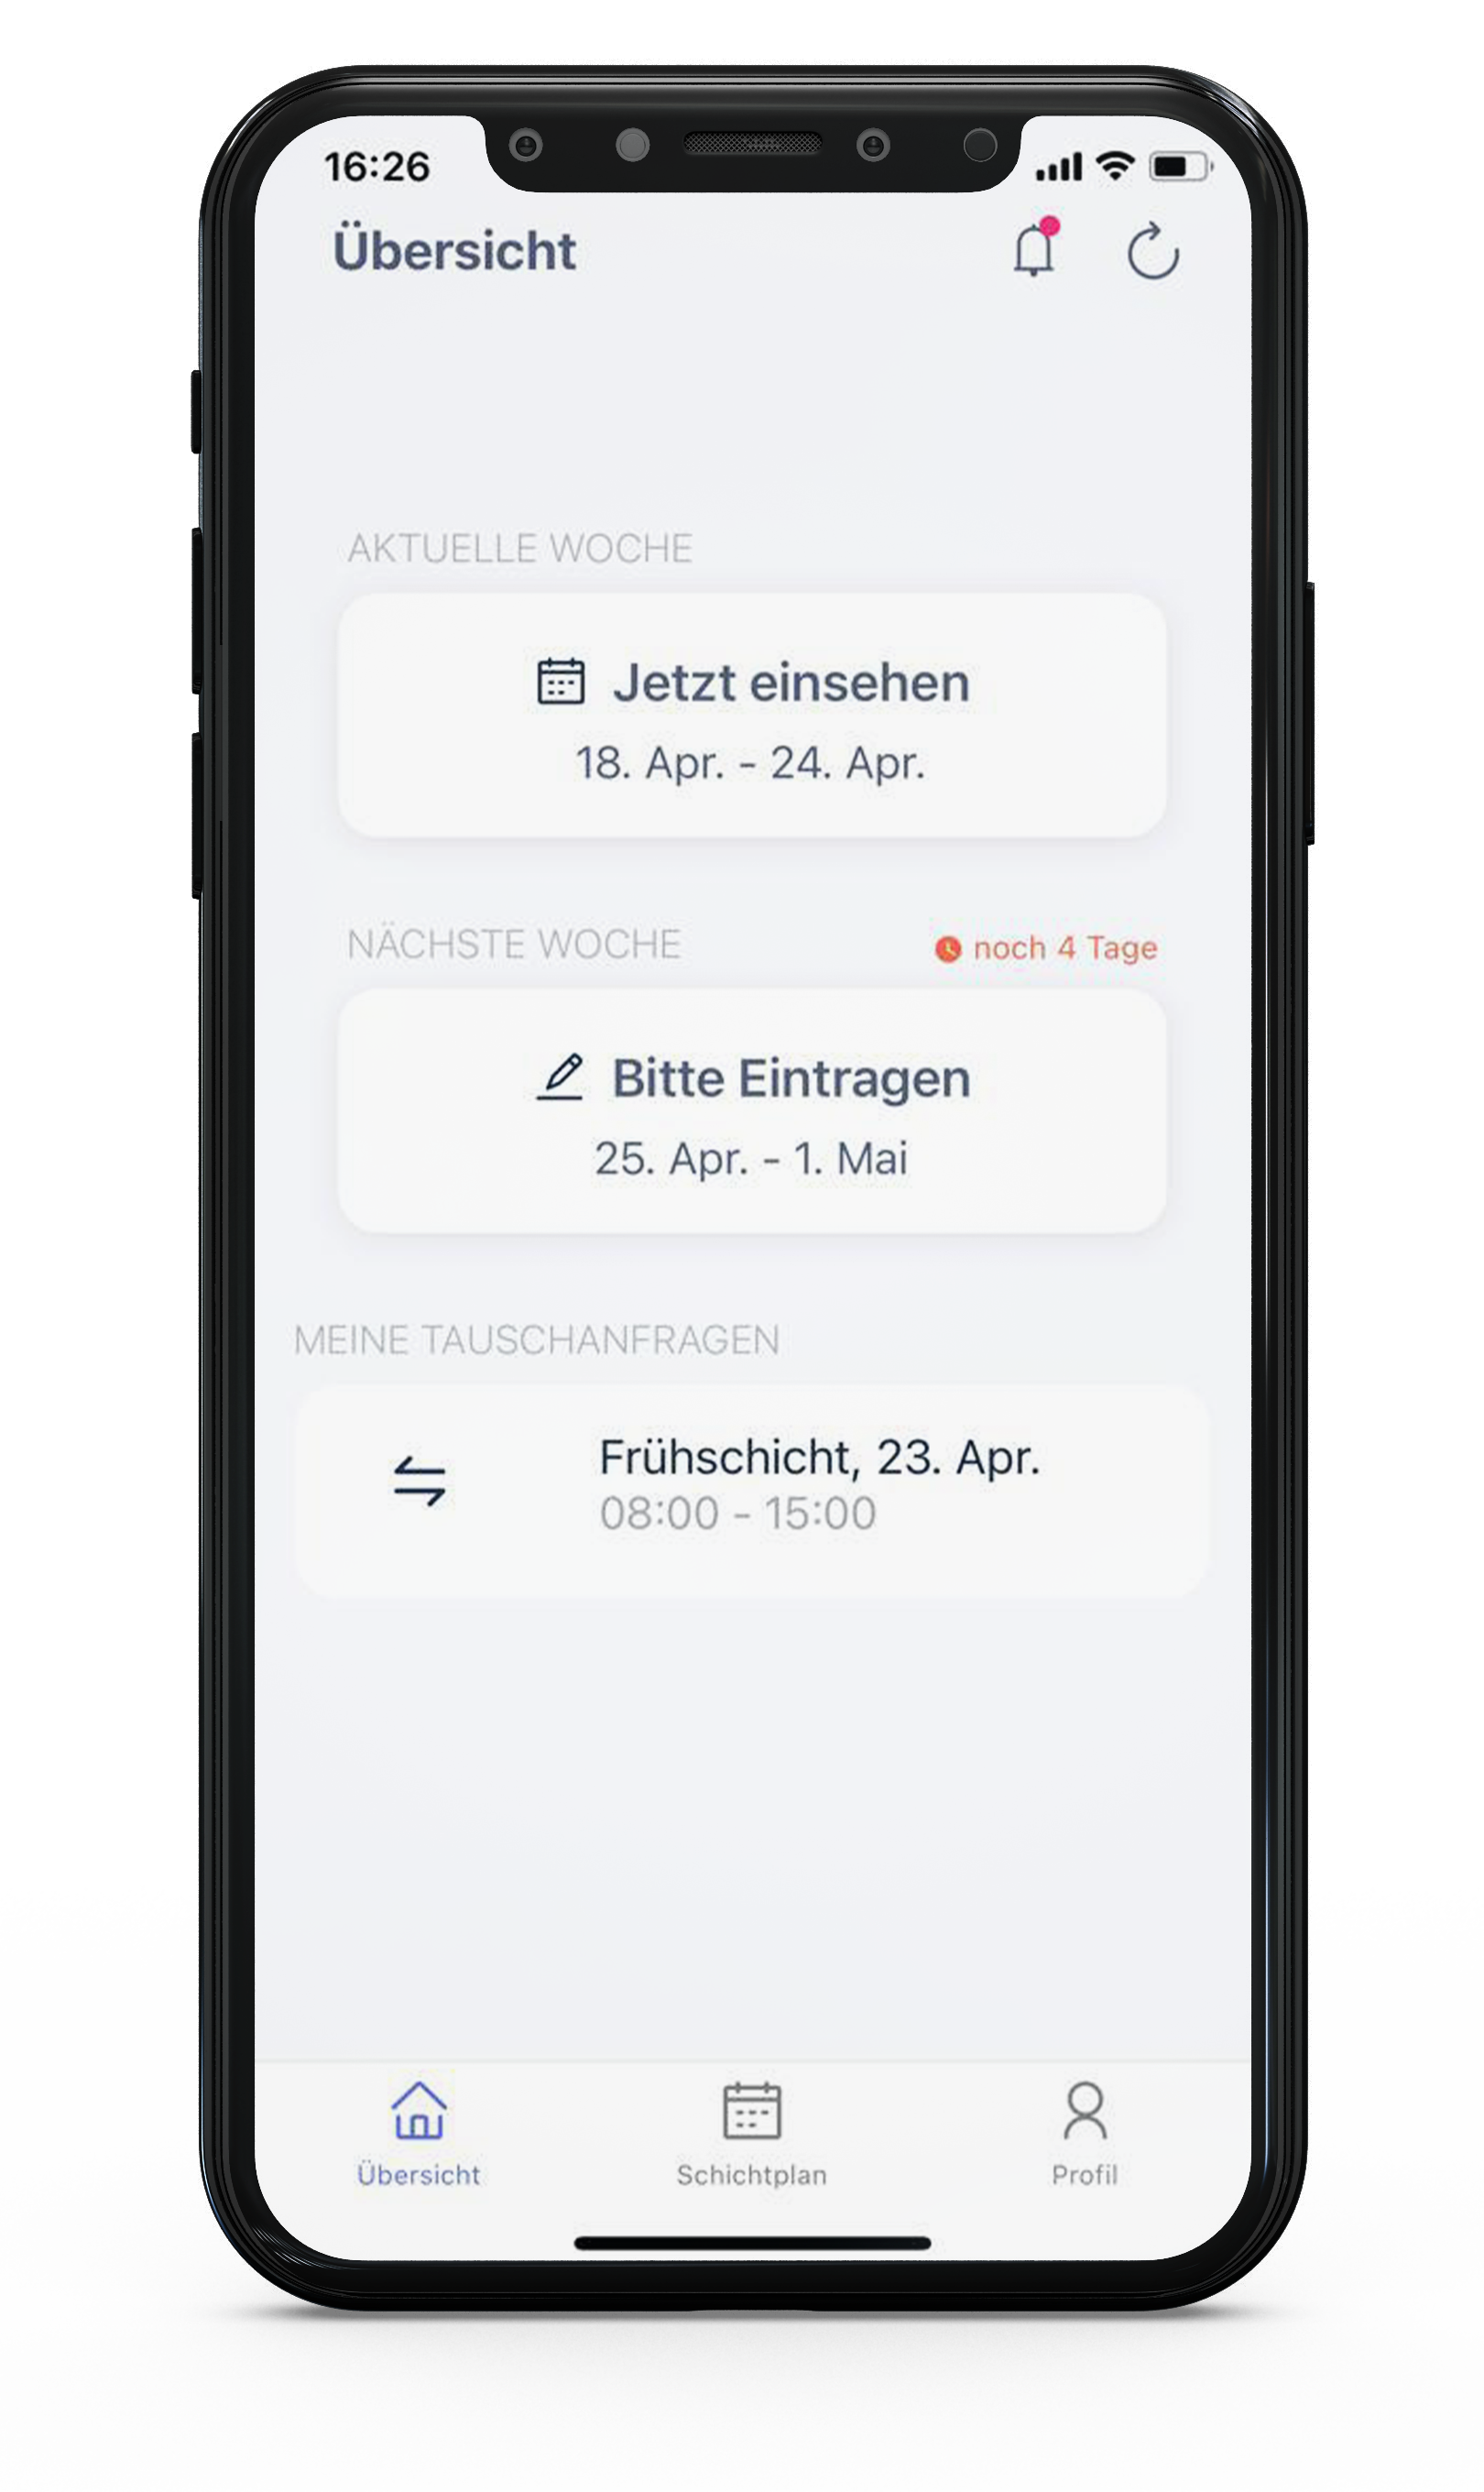 16:26
Übersicht
AKTUELLE WOCHE
Jetzt einsehen
18. Apr. - 24. Apr.
NÄCHSTE WOCHE
noch 4 Tage
Bitte Eintragen
25. Apr. - 1. Mai
MEINE TAUSCHANFRAGEN
Frühschicht, 23. Apr.
08:00 - 15:00
Übersicht
Schichtplan
Profil